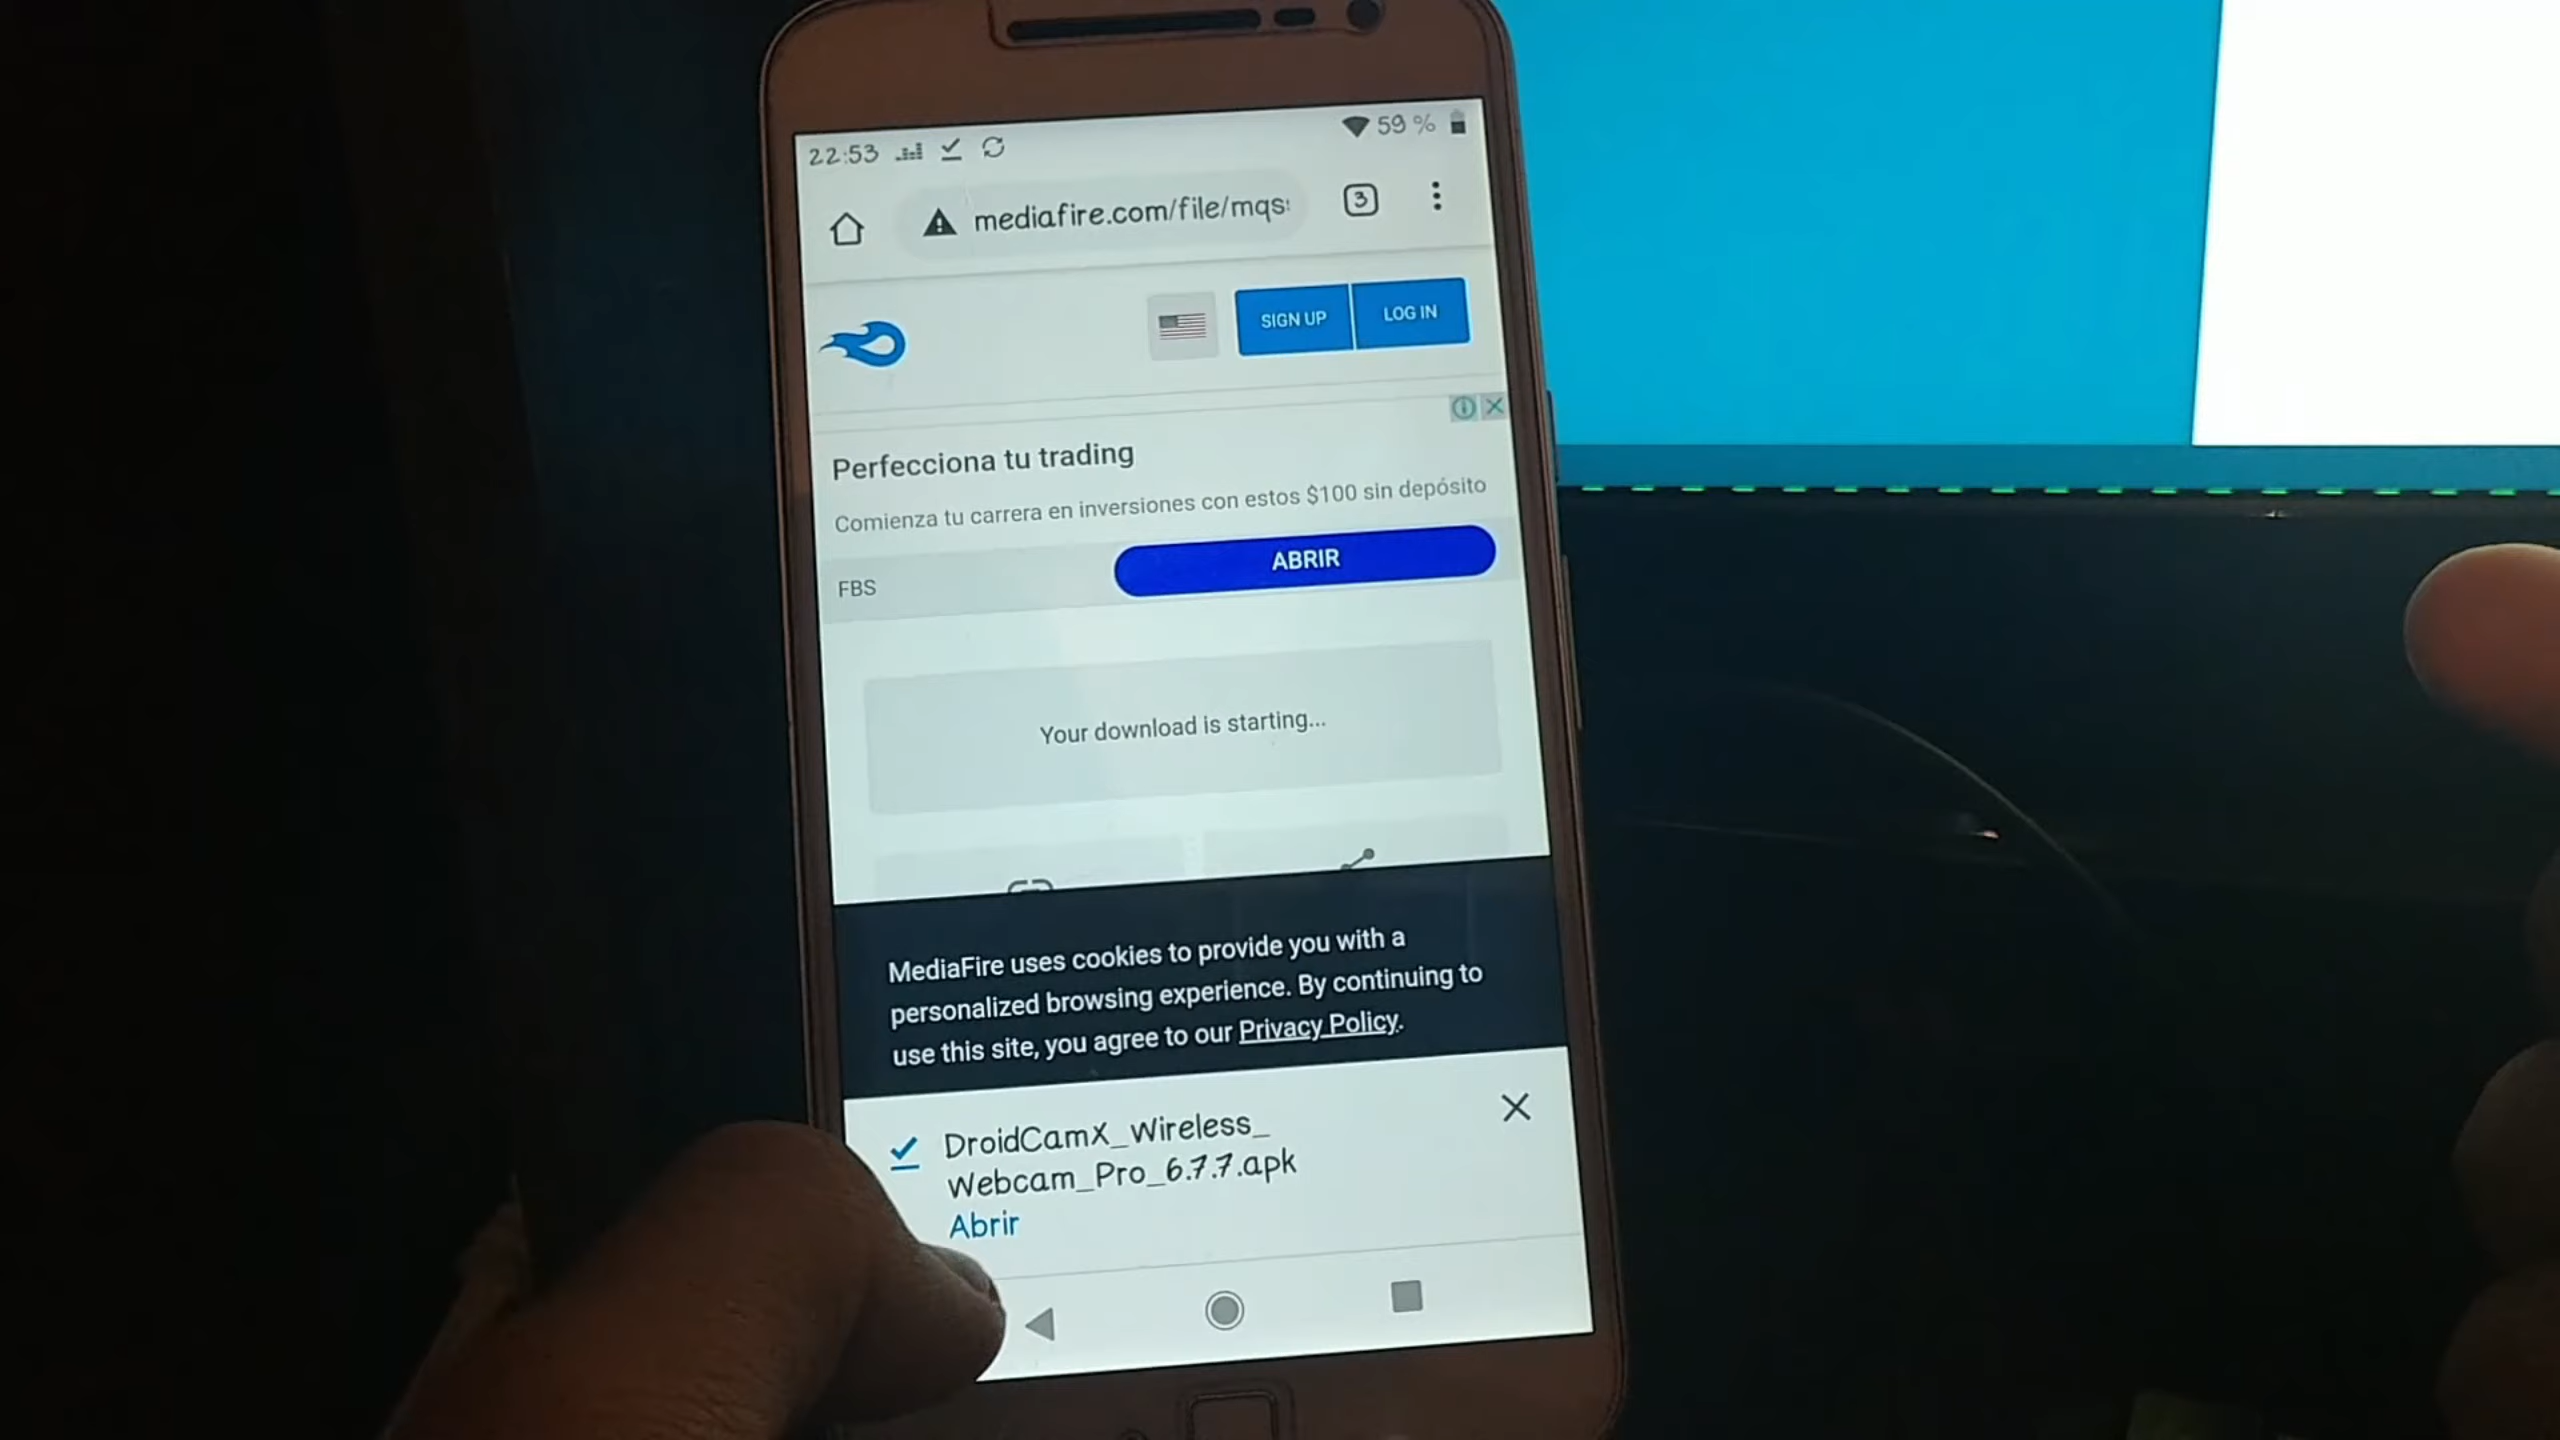 22:53
59 %
mediafire.com/file/mqs
3
SIGN UP
LOG IN
Perfecciona tu trading
Comienza tu carrera en inversiones con estos $100 sin depósito
FBS
ABRIR
Your download is starting...
MediaFire uses cookies to provide you with a
personalized browsing experience. By continuing to
use this site, you agree to our Privacy Policy.
DroidCamX_Wireless_
Webcam_Pro_6.7.7.apk
Abrir